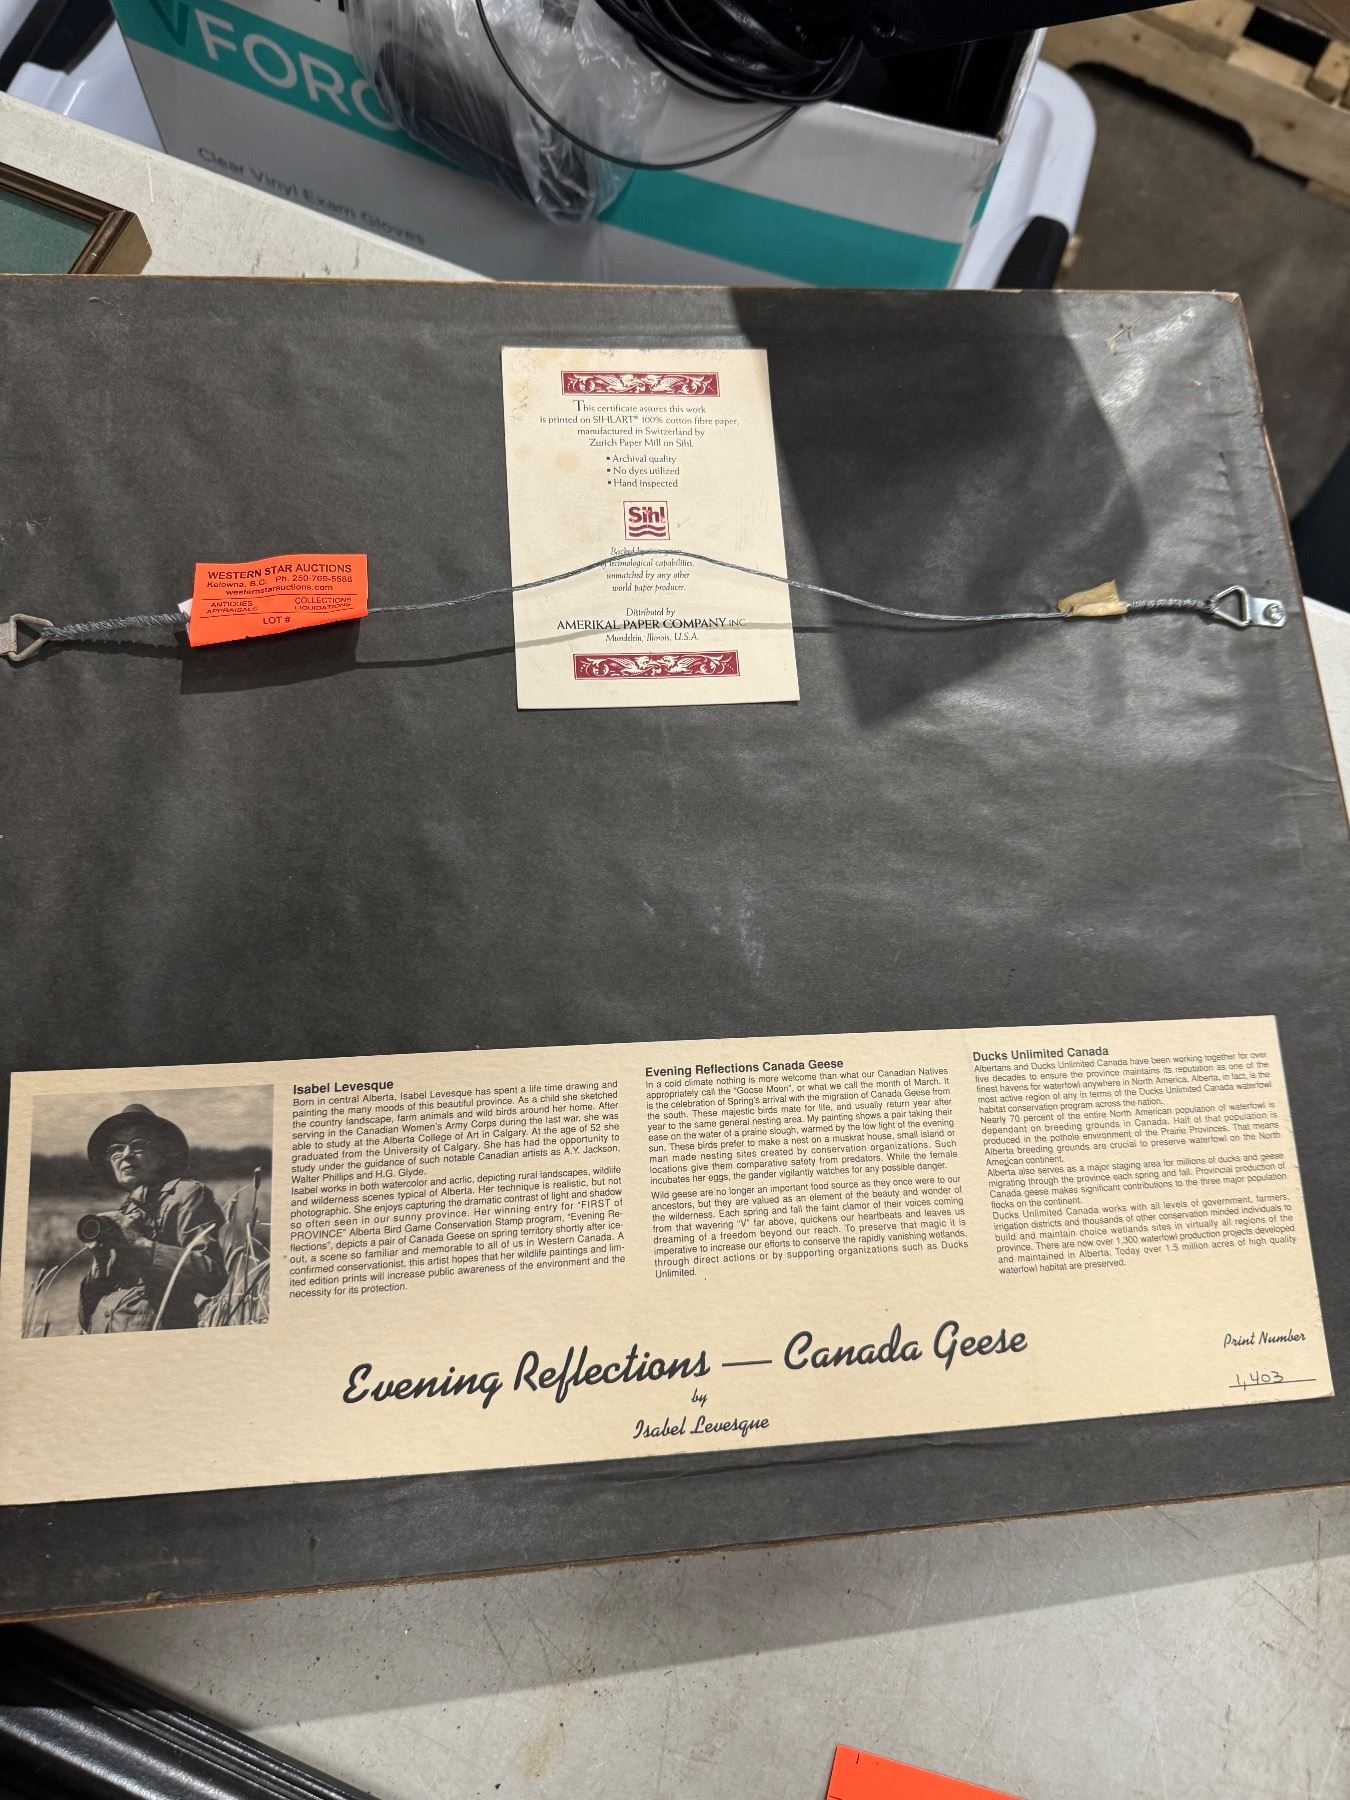 VFORC
Clear Vinyl Exam Gloves
This certificate assures this work
is printed on SIHLART® 100% cotton fibre paper,
manufactured in Switzerland by
Zurich Paper Mill on Sihl.
• Archival quality
• No dyes utilized
• Hand inspected
Sihl
Backed by
technological capabilities,
unmatched by any other
world paper producer.
Distributed by
AMERIKAL PAPER COMPANY INC
Mundelein, Illinois, U.S.A.
WESTERN STAR AUCTIONS
Kelowna, B.C. Ph. 250-769-5588
westernstarauctions.com
ANTIQUES COLLECTIONS
APPRAISALS LIQUIDATIONS
LOT #
Isabel Levesque
Born in central Alberta, Isabel Levesque has spent a life time drawing and
painting the many moods of this beautiful province. As a child she sketched
the country landscape, farm animals and wild birds around her home. After
serving in the Canadian Women's Army Corps during the last war, she was
able to study at the Alberta College of Art in Calgary. At the age of 52 she
graduated from the University of Calgary. She has had the opportunity to
study under the guidance of such notable Canadian artists as A.Y. Jackson,
Walter Phillips and H.G. Glyde.
Isabel works in both watercolor and acrlic, depicting rural landscapes, wildlife
and wilderness scenes typical of Alberta. Her technique is realistic, but not
photographic. She enjoys capturing the dramatic contrast of light and shadow
so often seen in our sunny province. Her winning entry for "FIRST of
PROVINCE" Alberta Bird Game Conservation Stamp program, "Evening Re-
flections", depicts a pair of Canada Geese on spring territory shortly after ice-
out, a scene so familiar and memorable to all of us in Western Canada. A
confirmed conservationist, this artist hopes that her wildlife paintings and lim-
ited edition prints will increase public awareness of the environment and the
necessity for its protection.
Evening Reflections Canada Geese
In a cold climate nothing is more welcome than what our Canadian Natives
appropriately call the "Goose Moon", or what we call the month of March. It
is the celebration of Spring's arrival with the migration of Canada Geese from
the south. These majestic birds mate for life, and usually return year after
year to the same general nesting area. My painting shows a pair taking their
ease on the water of a prairie slough, warmed by the low light of the evening
sun. These birds prefer to make a nest on a muskrat house, small island or
man made nesting sites created by conservation organizations. Such
locations give them comparative safety from predators. While the female
incubates her eggs, the gander vigilantly watches for any possible danger.
Wild geese are no longer an important food source as they once were to our
ancestors, but they are valued as an element of the beauty and wonder of
the wilderness. Each spring and fall the faint clamor of their voices coming
from that wavering "V" far above, quickens our heartbeats and leaves us
dreaming of a freedom beyond our reach. To preserve that magic it is
imperative to increase our efforts to conserve the rapidly vanishing wetlands,
through direct actions or by supporting organizations such as Ducks
Unlimited.
Ducks Unlimited Canada
Albertans and Ducks Unlimited Canada have been working together for over
five decades to ensure the province maintains its reputation as one of the
finest havens for waterfowl anywhere in North America. Alberta, in fact, is the
most active region of any in terms of the Ducks Unlimited Canada waterfowl
habitat conservation program across the nation.
Nearly 70 percent of the entire North American population of waterfowl is
dependant on breeding grounds in Canada. Half of that population is
produced in the pothole environment of the Prairie Provinces. That means
Alberta breeding grounds are crucial to preserve waterfowl on the North
American continent.
Alberta also serves as a major staging area for millions of ducks and geese
migrating through the province each spring and fall. Provincial production of
Canada geese makes significant contributions to the three major population
flocks on the continent.
Ducks Unlimited Canada works with all levels of government, farmers,
irrigation districts and thousands of other conservation minded individuals to
build and maintain choice wetlands sites in virtually all regions of the
province. There are now over 1,300 waterfowl production projects developed
and maintained in Alberta. Today over 1.5 million acres of high quality
waterfowl habitat are preserved.
Evening Reflections — Canada Geese
by
Isabel Levesque
Print Number
1,403